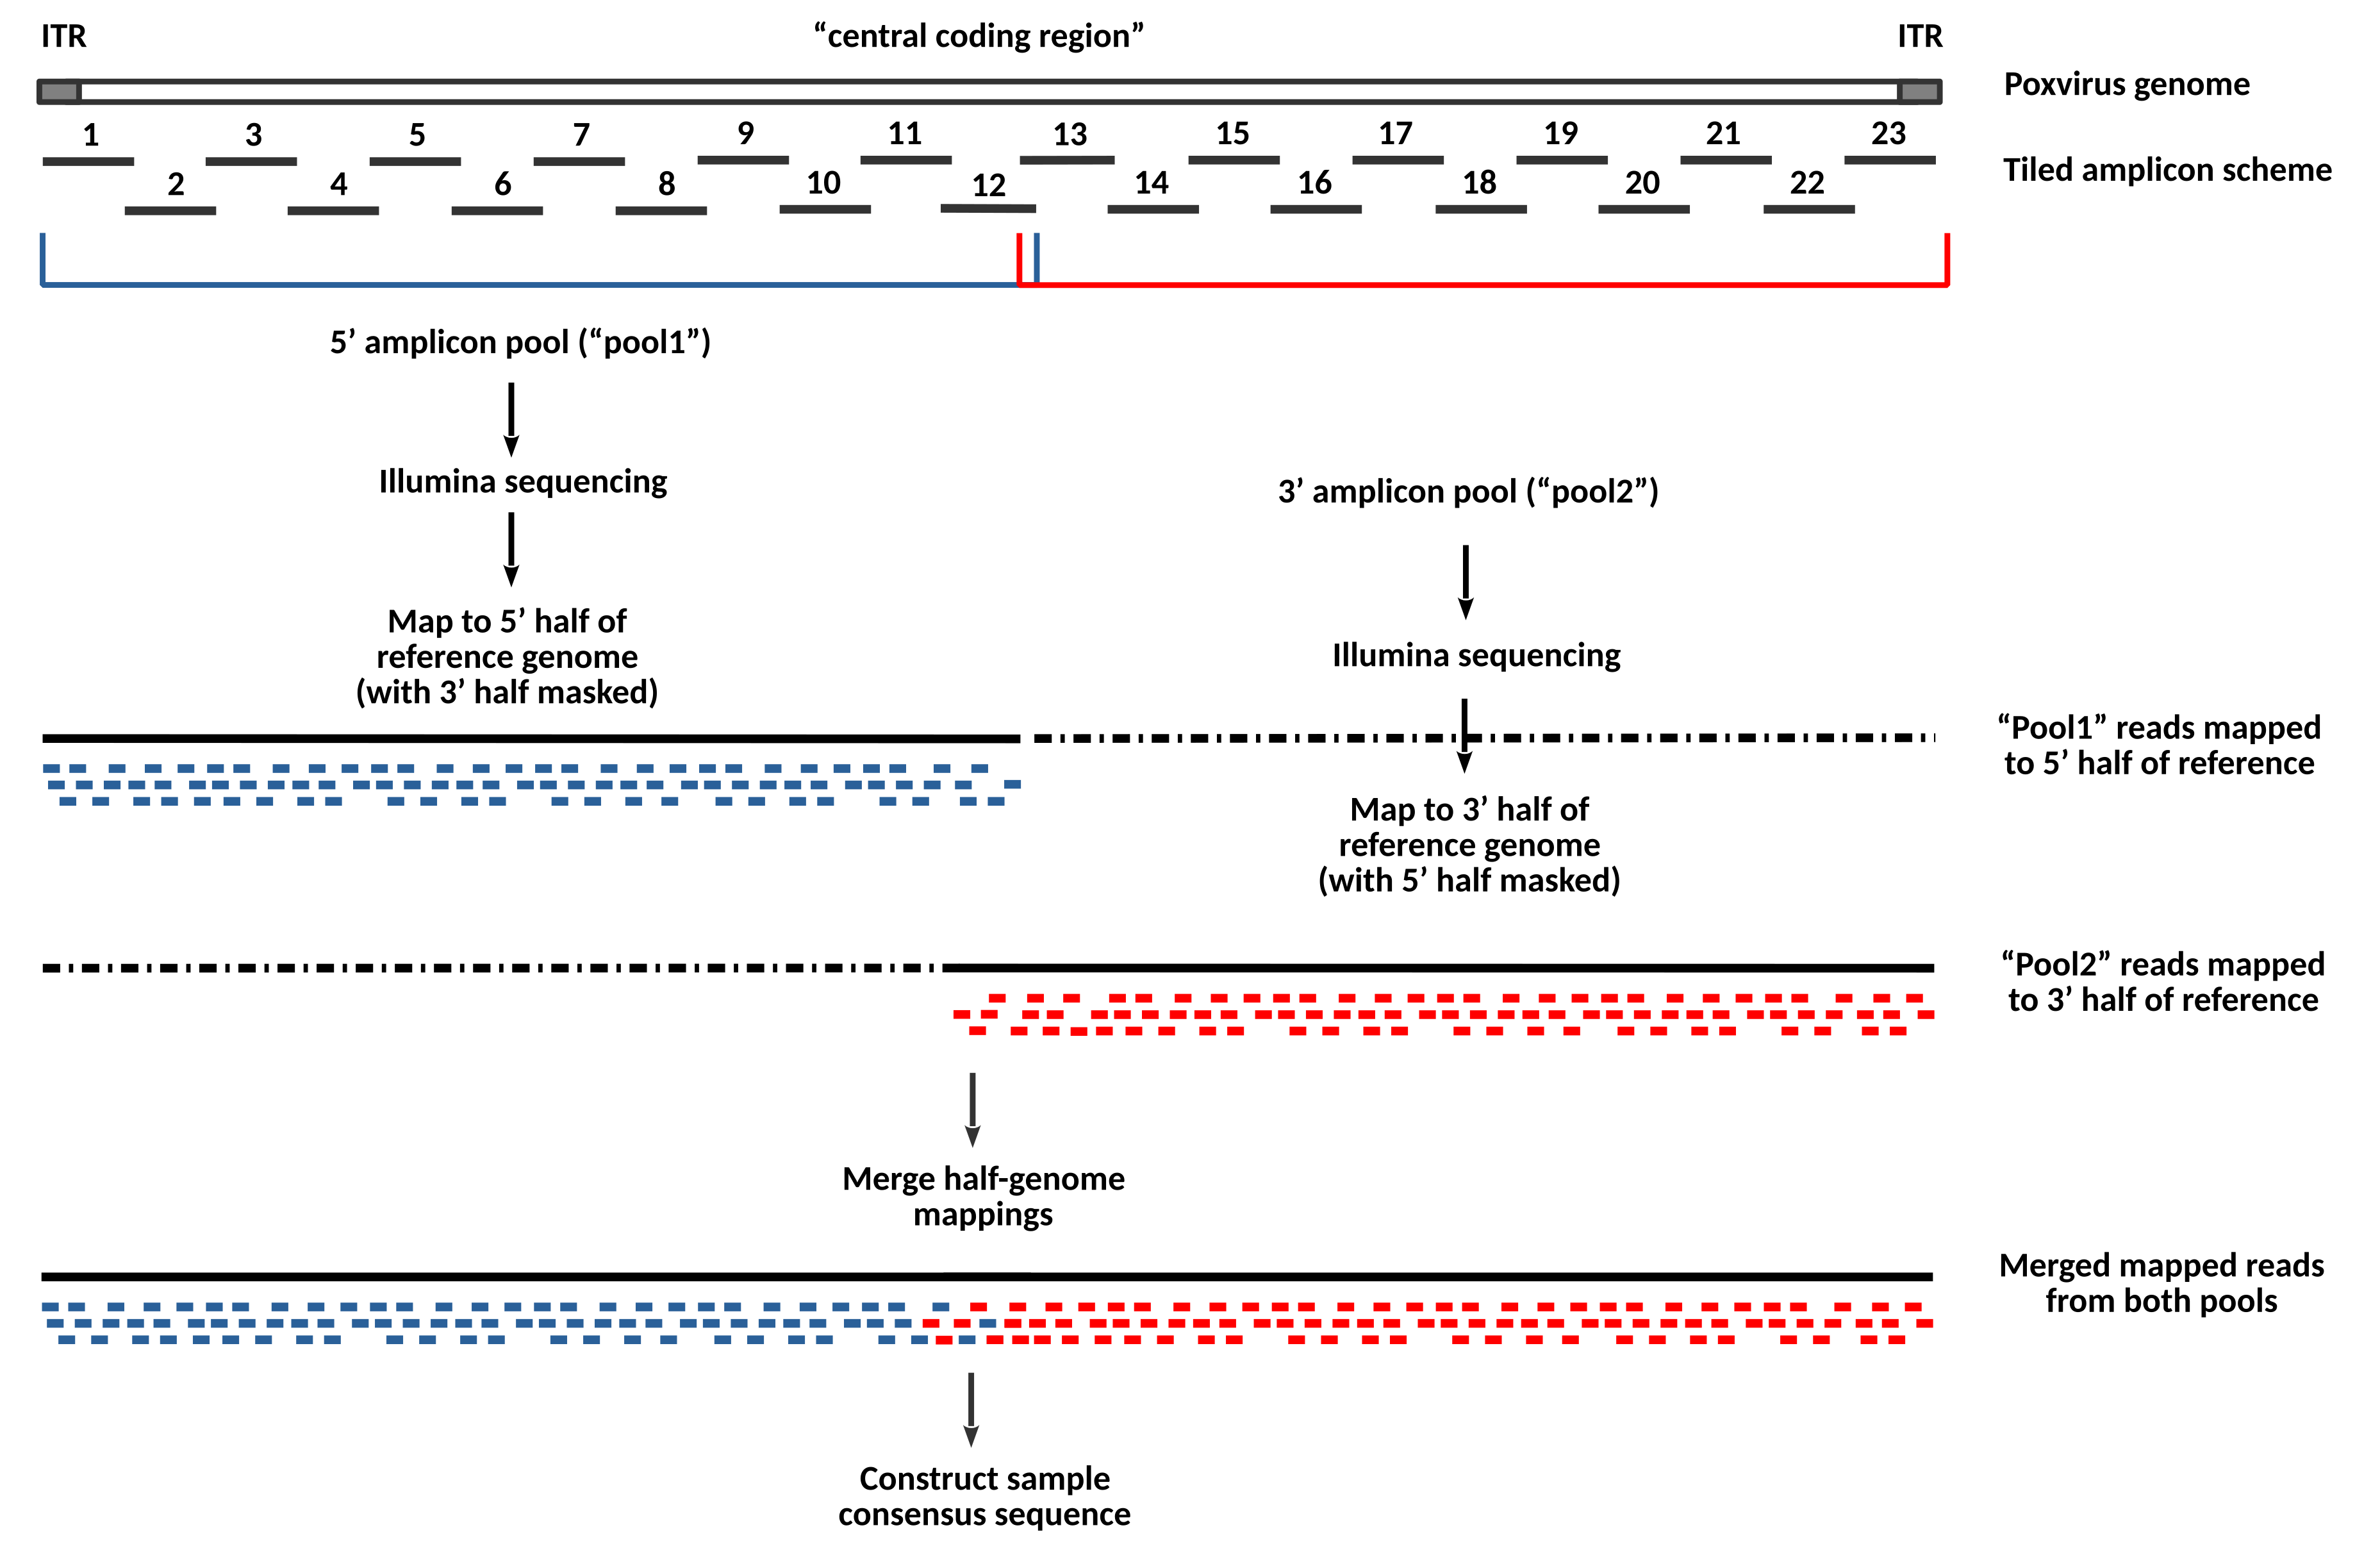 ITR
“central coding region”
ITR
Poxvirus genome
1
3
5
7
9
11
13
15
17
19
21
23
Tiled amplicon scheme
2
4
6
8
10
12
14
16
18
20
22
5’ amplicon pool (“pool1”)
Illumina sequencing
Map to 5’ half of
reference genome
(with 3’ half masked)
3’ amplicon pool (“pool2”)
Illumina sequencing
“Pool1” reads mapped
to 5’ half of reference
Map to 3’ half of
reference genome
(with 5’ half masked)
“Pool2” reads mapped
to 3’ half of reference
Merge half-genome
mappings
Merged mapped reads
from both pools
Construct sample
consensus sequence